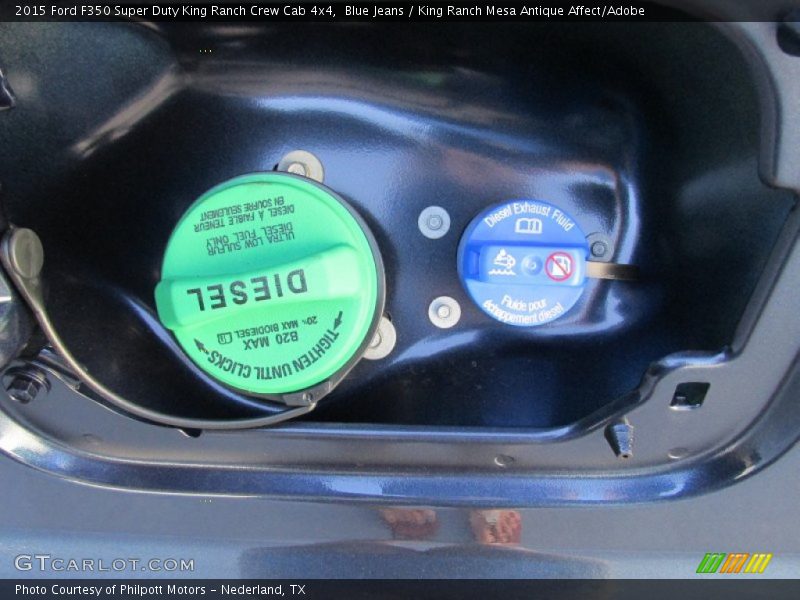 2015 Ford F350 Super Duty King Ranch Crew Cab 4x4,  Blue Jeans / King Ranch Mesa Antique Affect/Adobe
EN SOUFRE SEULEMENT
DIESEL À FAIBLE TENEUR
ULTRA LOW SULFUR
DIESEL FUEL ONLY
DIESEL
20% MAX BIODIESEL
B20 MAX
TIGHTEN UNTIL CLICKS
Diesel Exhaust Fluid
Fluide pour
échappement diesel
GTCARLOT.COM
Photo Courtesy of Philpott Motors - Nederland, TX